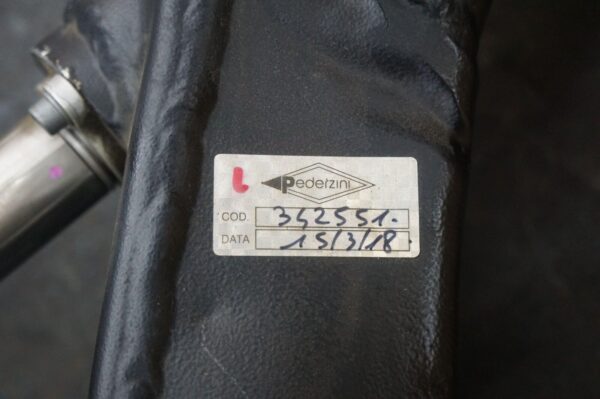 L Pederzini
COD. 342551.
DATA 15/3/18.